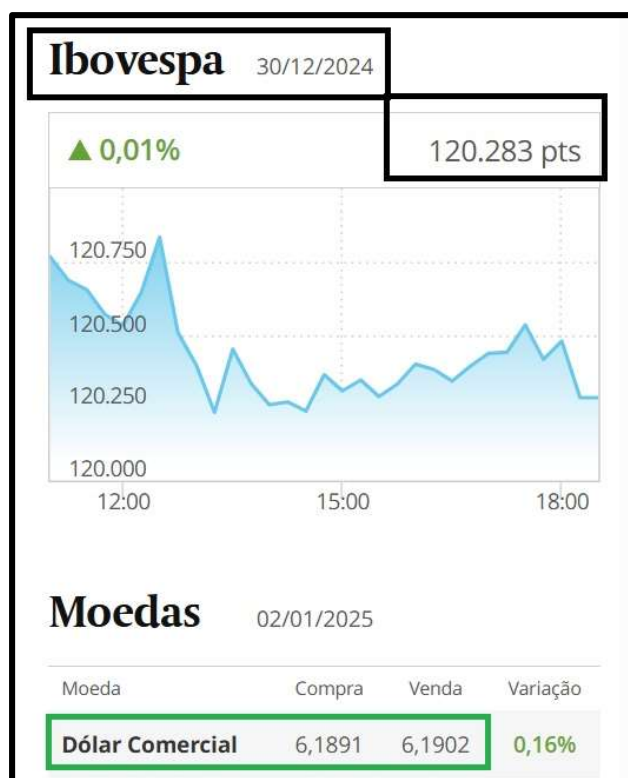 Ibovespa 30/12/2024
▲ 0,01% 120.283 pts
120.750
120.500
120.250
120.000
12:00 15:00 18:00
Moedas 02/01/2025
Moeda Compra Venda Variação
Dólar Comercial 6,1891 6,1902 0,16%